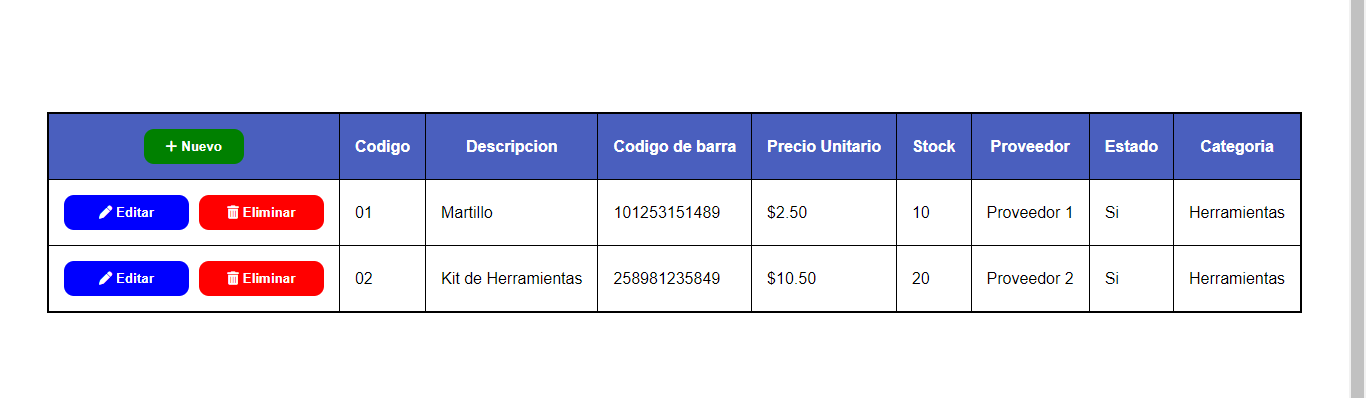 Nuevo Codigo Descripcion Codigo de barra Precio Unitario Stock Proveedor Estado Categoria
Editar Eliminar 01 Martillo 101253151489 $2.50 10 Proveedor 1 Si Herramientas
Editar Eliminar 02 Kit de Herramientas 258981235849 $10.50 20 Proveedor 2 Si Herramientas